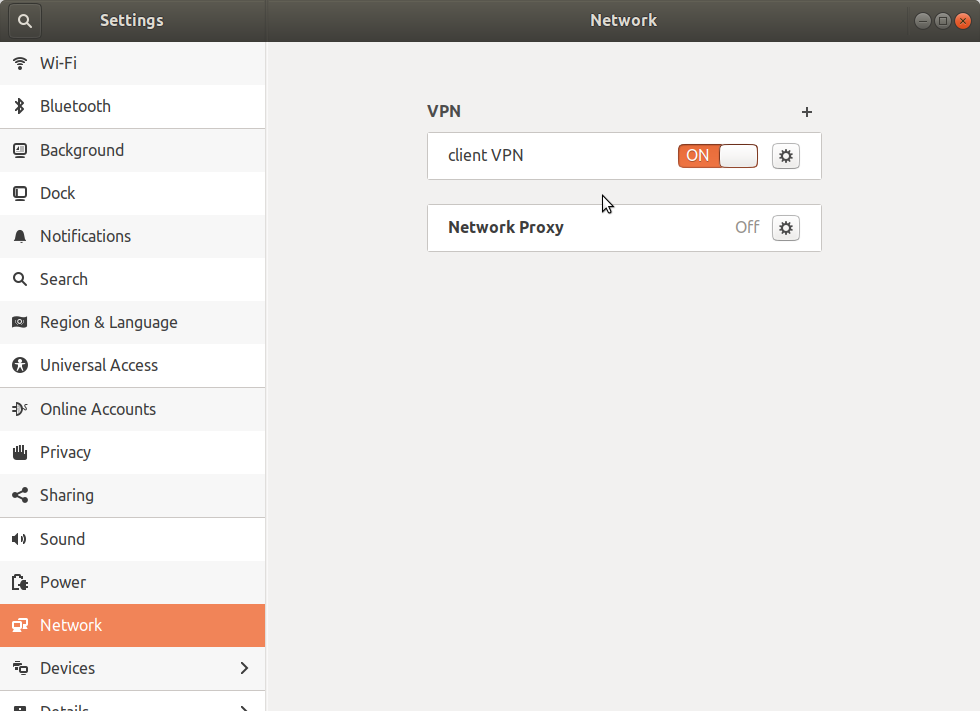 Settings
Network
Wi-Fi
Bluetooth
Background
Dock
Notifications
Search
Region & Language
Universal Access
Online Accounts
Privacy
Sharing
Sound
Power
Network
Devices
Details
VPN
client VPN ON
Network Proxy Off